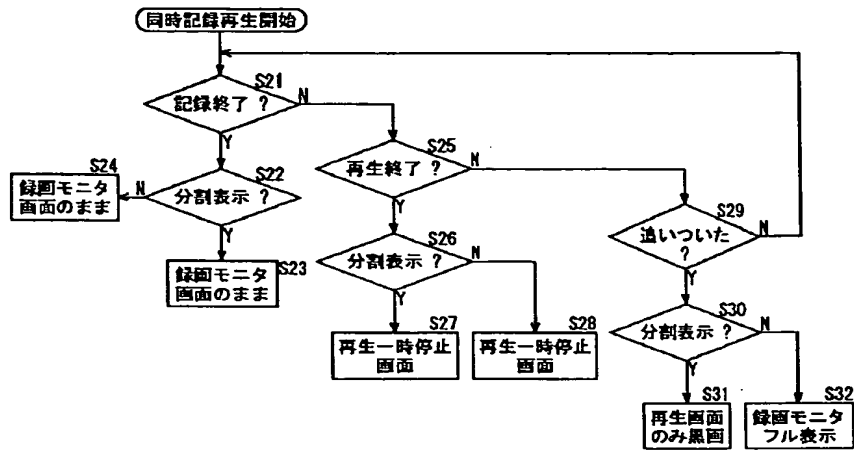 同時記録再生開始
S21
記録終了 ?
N
Y
S22
分割表示 ?
N
Y
S24
録画モニタ
画面のまま
S23
録画モニタ
画面のまま
S25
再生終了 ?
N
Y
S26
分割表示 ?
N
Y
S27
再生一時停止
画面
S28
再生一時停止
画面
S29
追いついた
?
N
Y
S30
分割表示 ?
N
Y
S31
再生画面
のみ黒画
S32
録画モニタ
フル表示